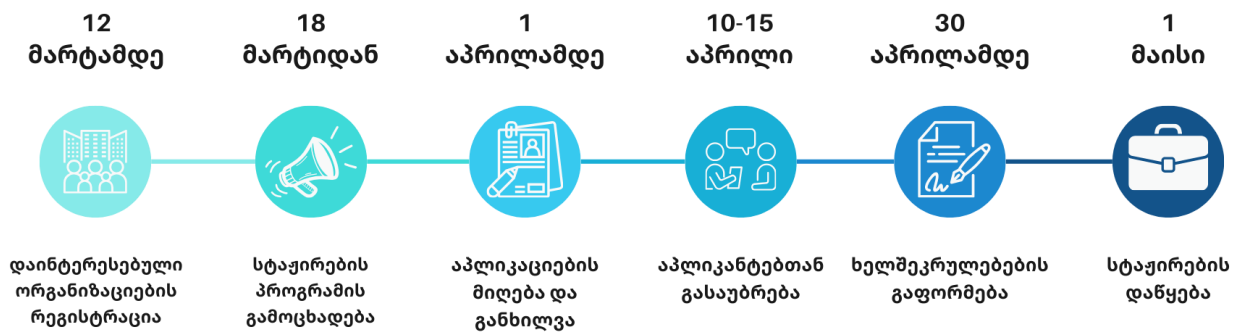 12
მარტამდე
18
მარტიდან
1
აპრილამდე
10-15
აპრილი
30
აპრილამდე
1
მაისი
დაინტერესებული
ორგანიზაციების
რეგისტრაცია
სტაჟირების
პროგრამის
გამოცხადება
აპლიკაციების
მიღება და
განხილვა
აპლიკანტებთან
გასაუბრება
ხელშეკრულებების
გაფორმება
სტაჟირების
დაწყება